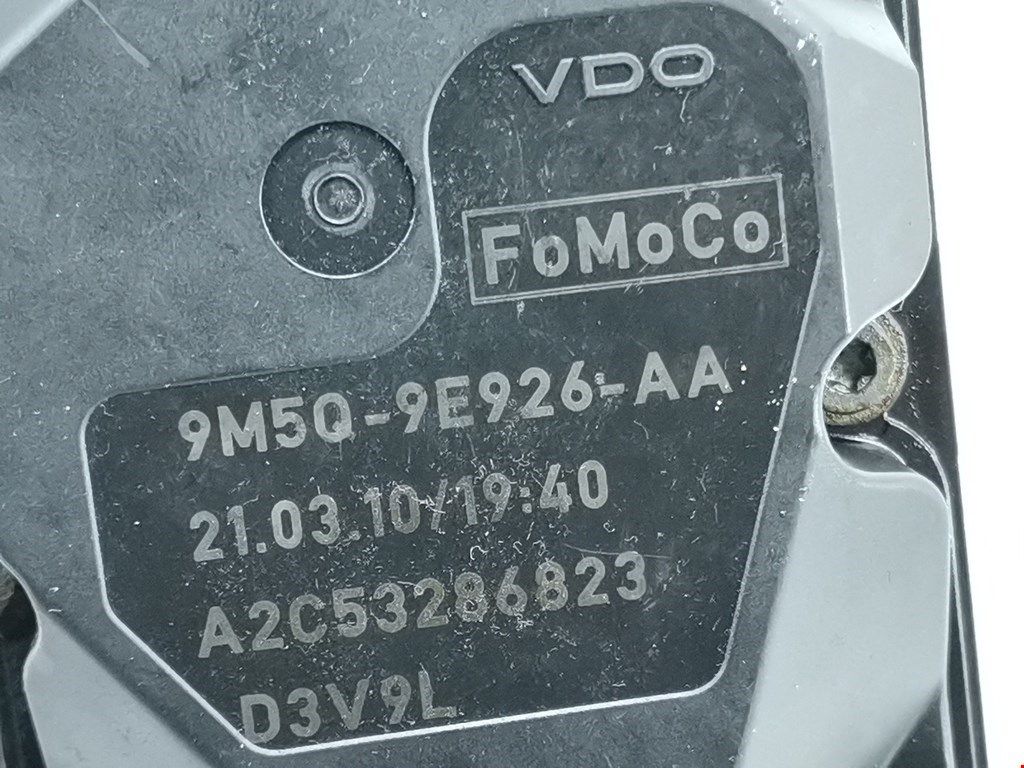 VDO
FoMoCo
9M5Q-9E926-AA
21.03.10/19:40
A2C53286823
D3V9L